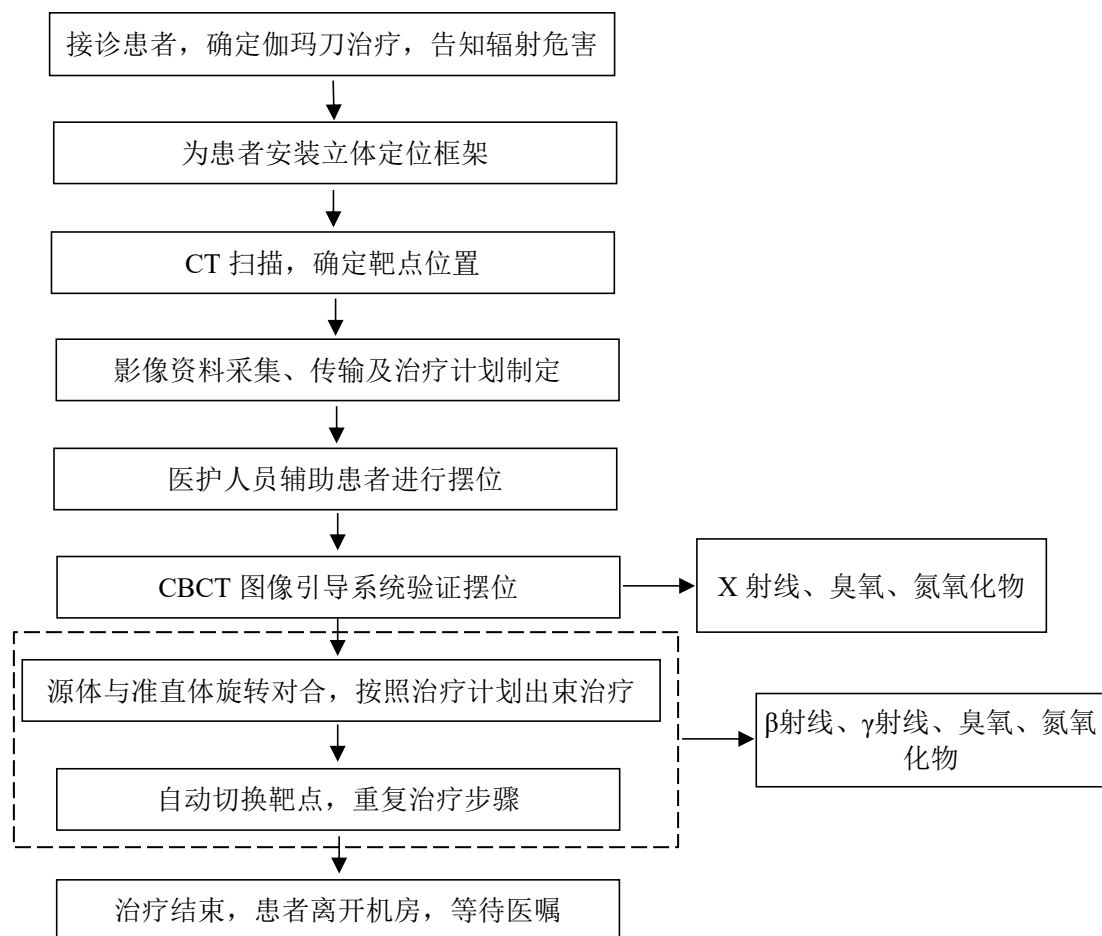 接诊患者，确定伽玛刀治疗，告知辐射危害
为患者安装立体定位框架
CT 扫描，确定靶点位置
影像资料采集、传输及治疗计划制定
医护人员辅助患者进行摆位
CBCT 图像引导系统验证摆位
X 射线、臭氧、氮氧化物
源体与准直体旋转对合，按照治疗计划出束治疗
β射线、γ射线、臭氧、氮氧
化物
自动切换靶点，重复治疗步骤
治疗结束，患者离开机房，等待医嘱